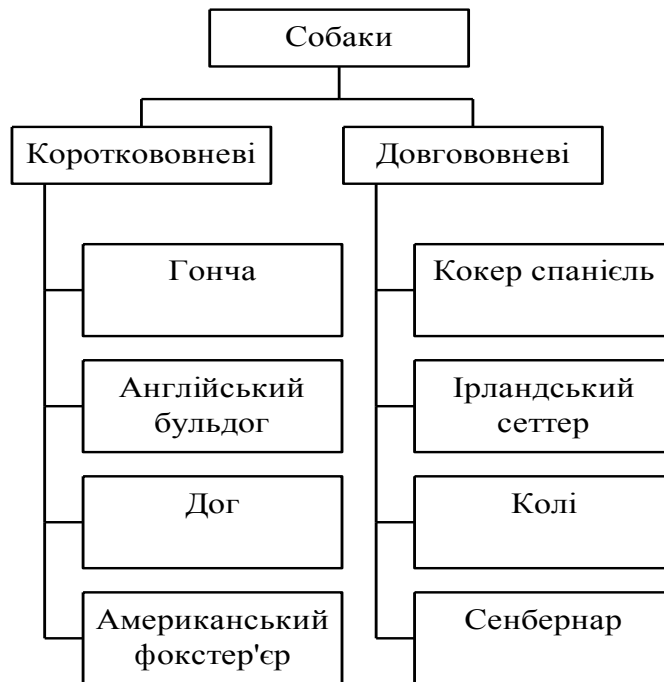 Собаки
Короткововневі
Довгововневі
Гонча
Англійський
бульдог
Дог
Американський
фокстер'єр
Кокер спанієль
Ірландський
сеттер
Колі
Сенбернар